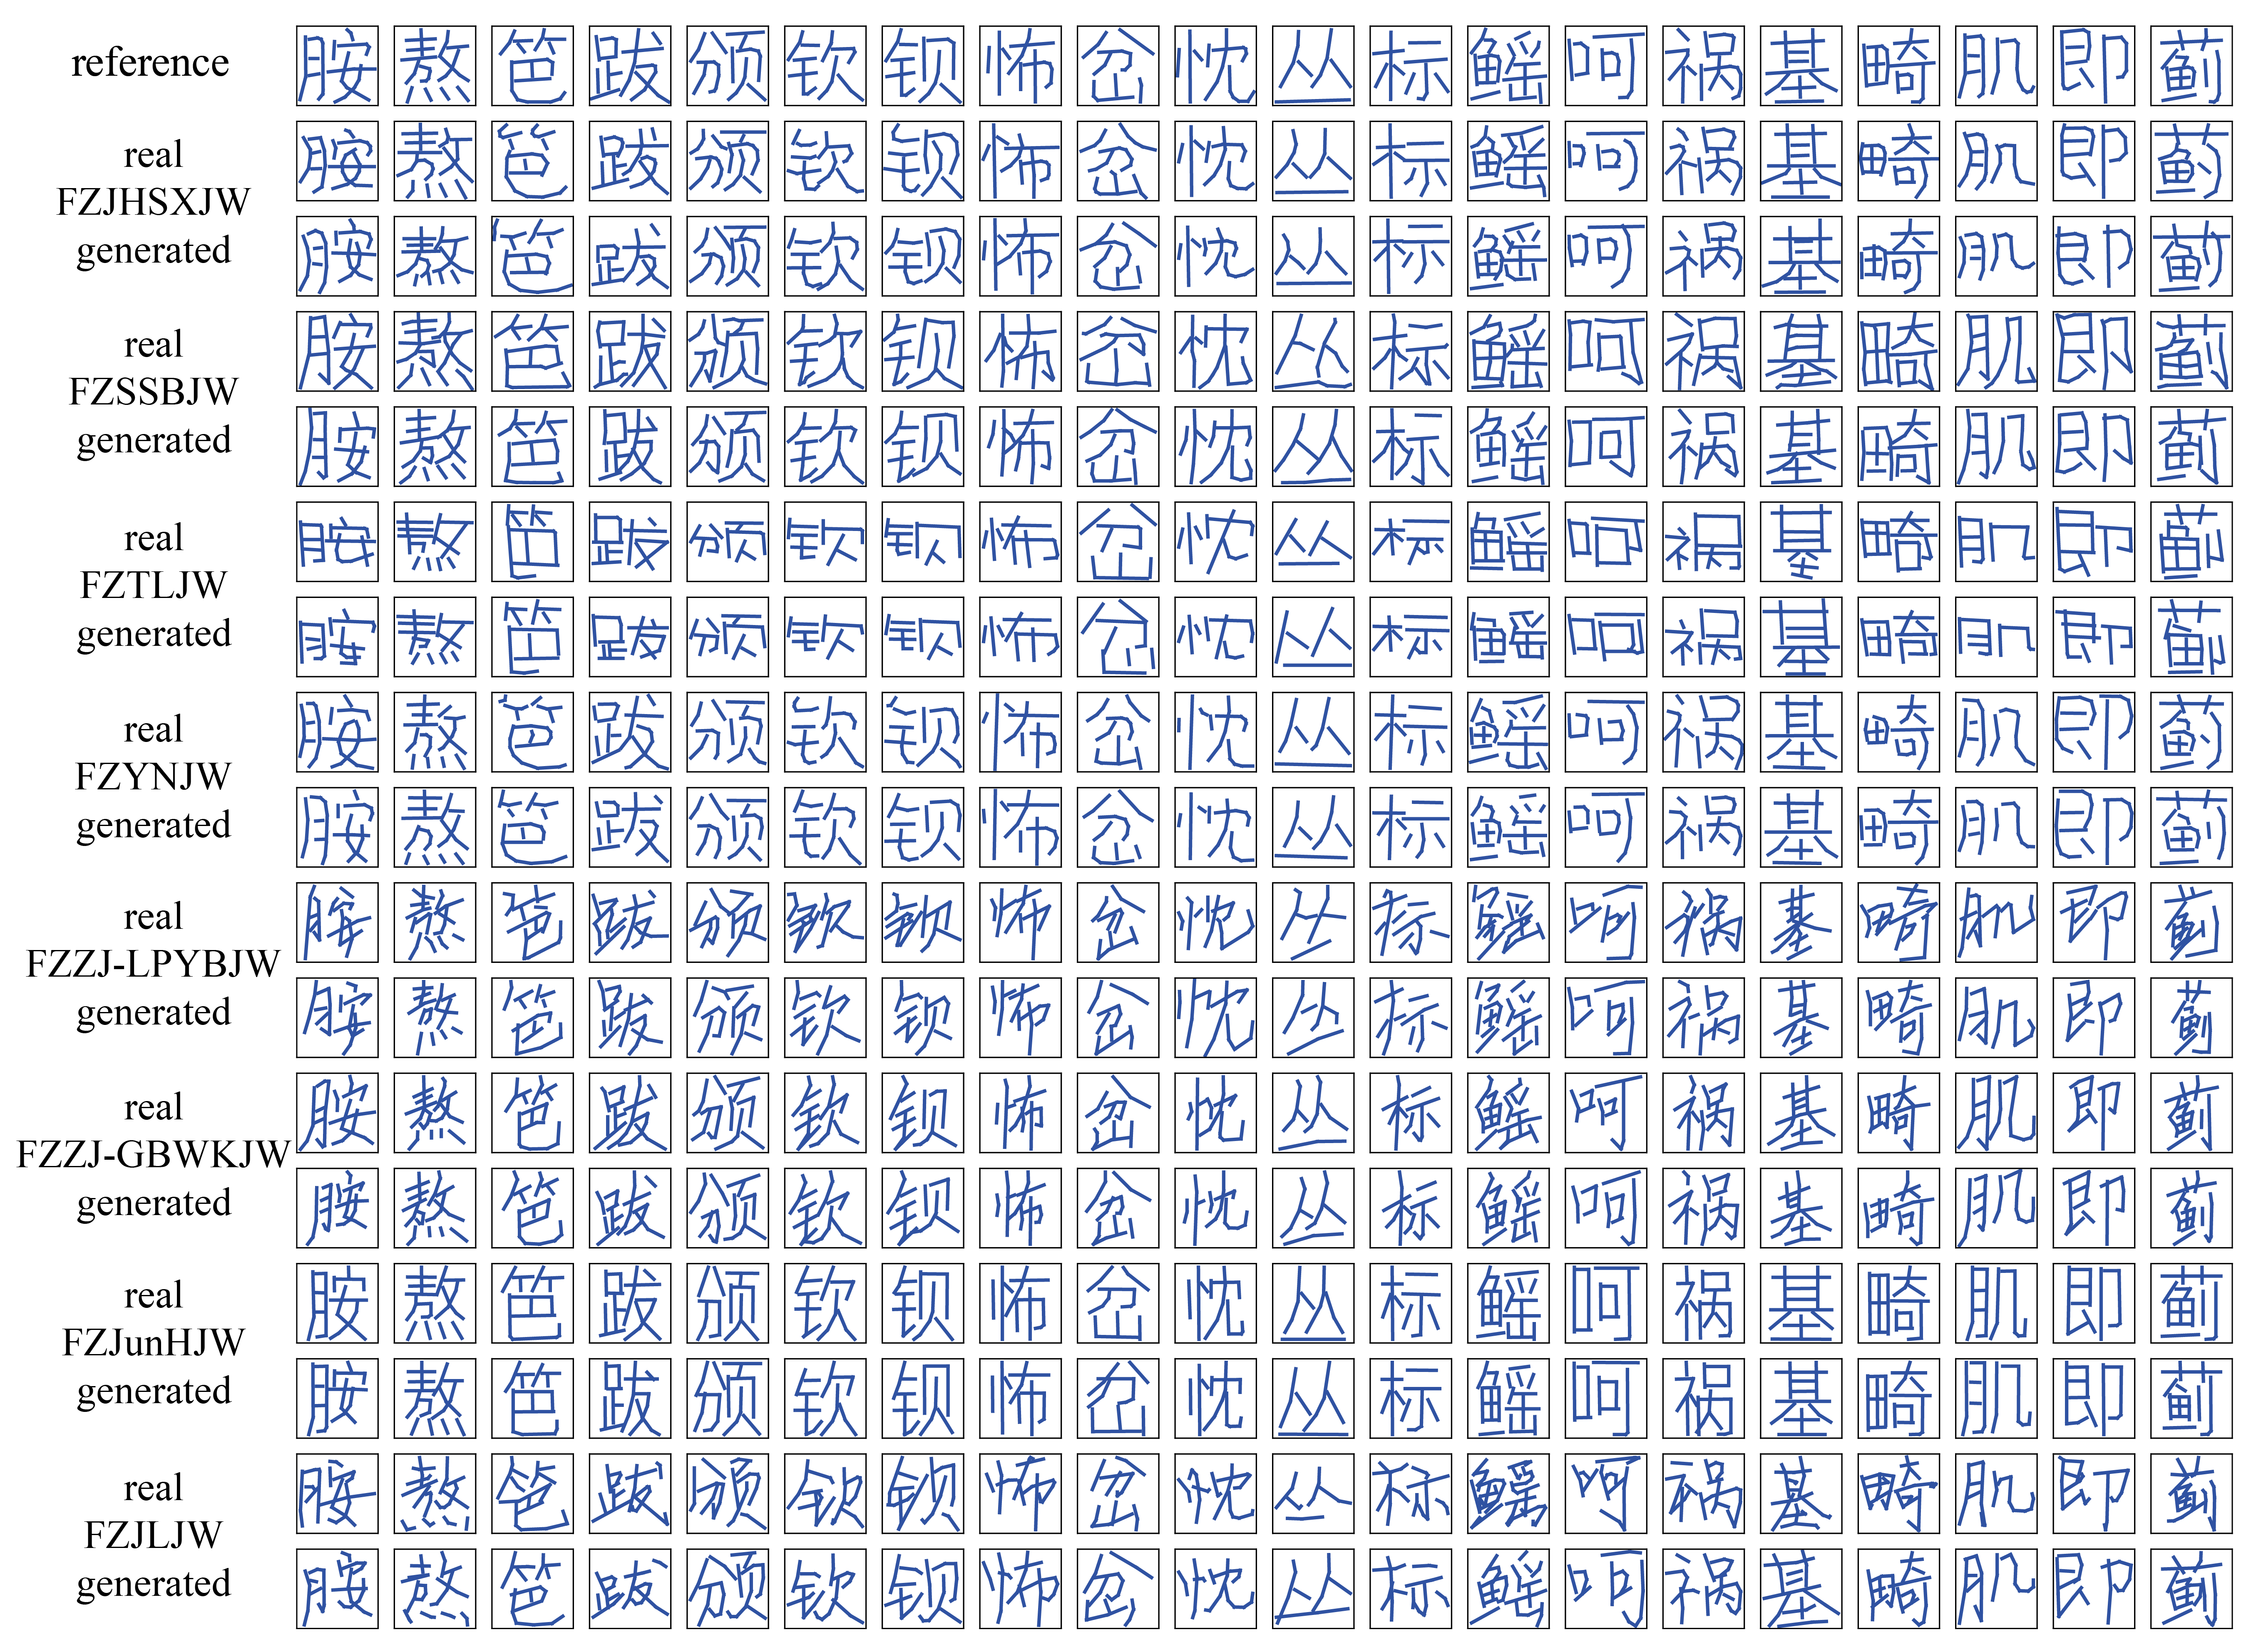 reference 胺 熬 笆 跋 颁 钦 钡 怖 岔 忱 丛 标 鳐 呵 祸 基 畸 肌 即 蓟
real 胺 熬 笆 跋 颁 钦 钡 怖 岔 忱 丛 标 鳐 呵 祸 基 畸 肌 即 蓟
FZJHSXJW
generated 胺 熬 笆 跋 颁 钦 钡 怖 岔 忱 丛 标 鳐 呵 祸 基 畸 肌 即 蓟
real 胺 熬 笆 跋 颁 钦 钡 怖 岔 忱 丛 标 鳐 呵 祸 基 畸 肌 即 蓟
FZSSBJW
generated 胺 熬 笆 跋 颁 钦 钡 怖 岔 忱 丛 标 鳐 呵 祸 基 畸 肌 即 蓟
real 胺 熬 笆 跋 颁 钦 钡 怖 岔 忱 丛 标 鳐 呵 祸 基 畸 肌 即 蓟
FZTLJW
generated 胺 熬 笆 跋 颁 钦 钡 怖 岔 忱 丛 标 鳐 呵 祸 基 畸 肌 即 蓟
real 胺 熬 笆 跋 颁 钦 钡 怖 岔 忱 丛 标 鳐 呵 祸 基 畸 肌 即 蓟
FZYNJW
generated 胺 熬 笆 跋 颁 钦 钡 怖 岔 忱 丛 标 鳐 呵 祸 基 畸 肌 即 蓟
real 胺 熬 笆 跋 颁 钦 钡 怖 岔 忱 丛 标 鳐 呵 祸 基 畸 肌 即 蓟
FZZJ-LPYBJW
generated 胺 熬 笆 跋 颁 钦 钡 怖 岔 忱 丛 标 鳐 呵 祸 基 畸 肌 即 蓟
real 胺 熬 笆 跋 颁 钦 钡 怖 岔 忱 丛 标 鳐 呵 祸 基 畸 肌 即 蓟
FZZJ-GBWKJW
generated 胺 熬 笆 跋 颁 钦 钡 怖 岔 忱 丛 标 鳐 呵 祸 基 畸 肌 即 蓟
real 胺 熬 笆 跋 颁 钦 钡 怖 岔 忱 丛 标 鳐 呵 祸 基 畸 肌 即 蓟
FZJunHJW
generated 胺 熬 笆 跋 颁 钦 钡 怖 岔 忱 丛 标 鳐 呵 祸 基 畸 肌 即 蓟
real 胺 熬 笆 跋 颁 钦 钡 怖 岔 忱 丛 标 鳐 呵 祸 基 畸 肌 即 蓟
FZJLJW
generated 胺 熬 笆 跋 颁 钦 钡 怖 岔 忱 丛 标 鳐 呵 祸 基 畸 肌 即 蓟